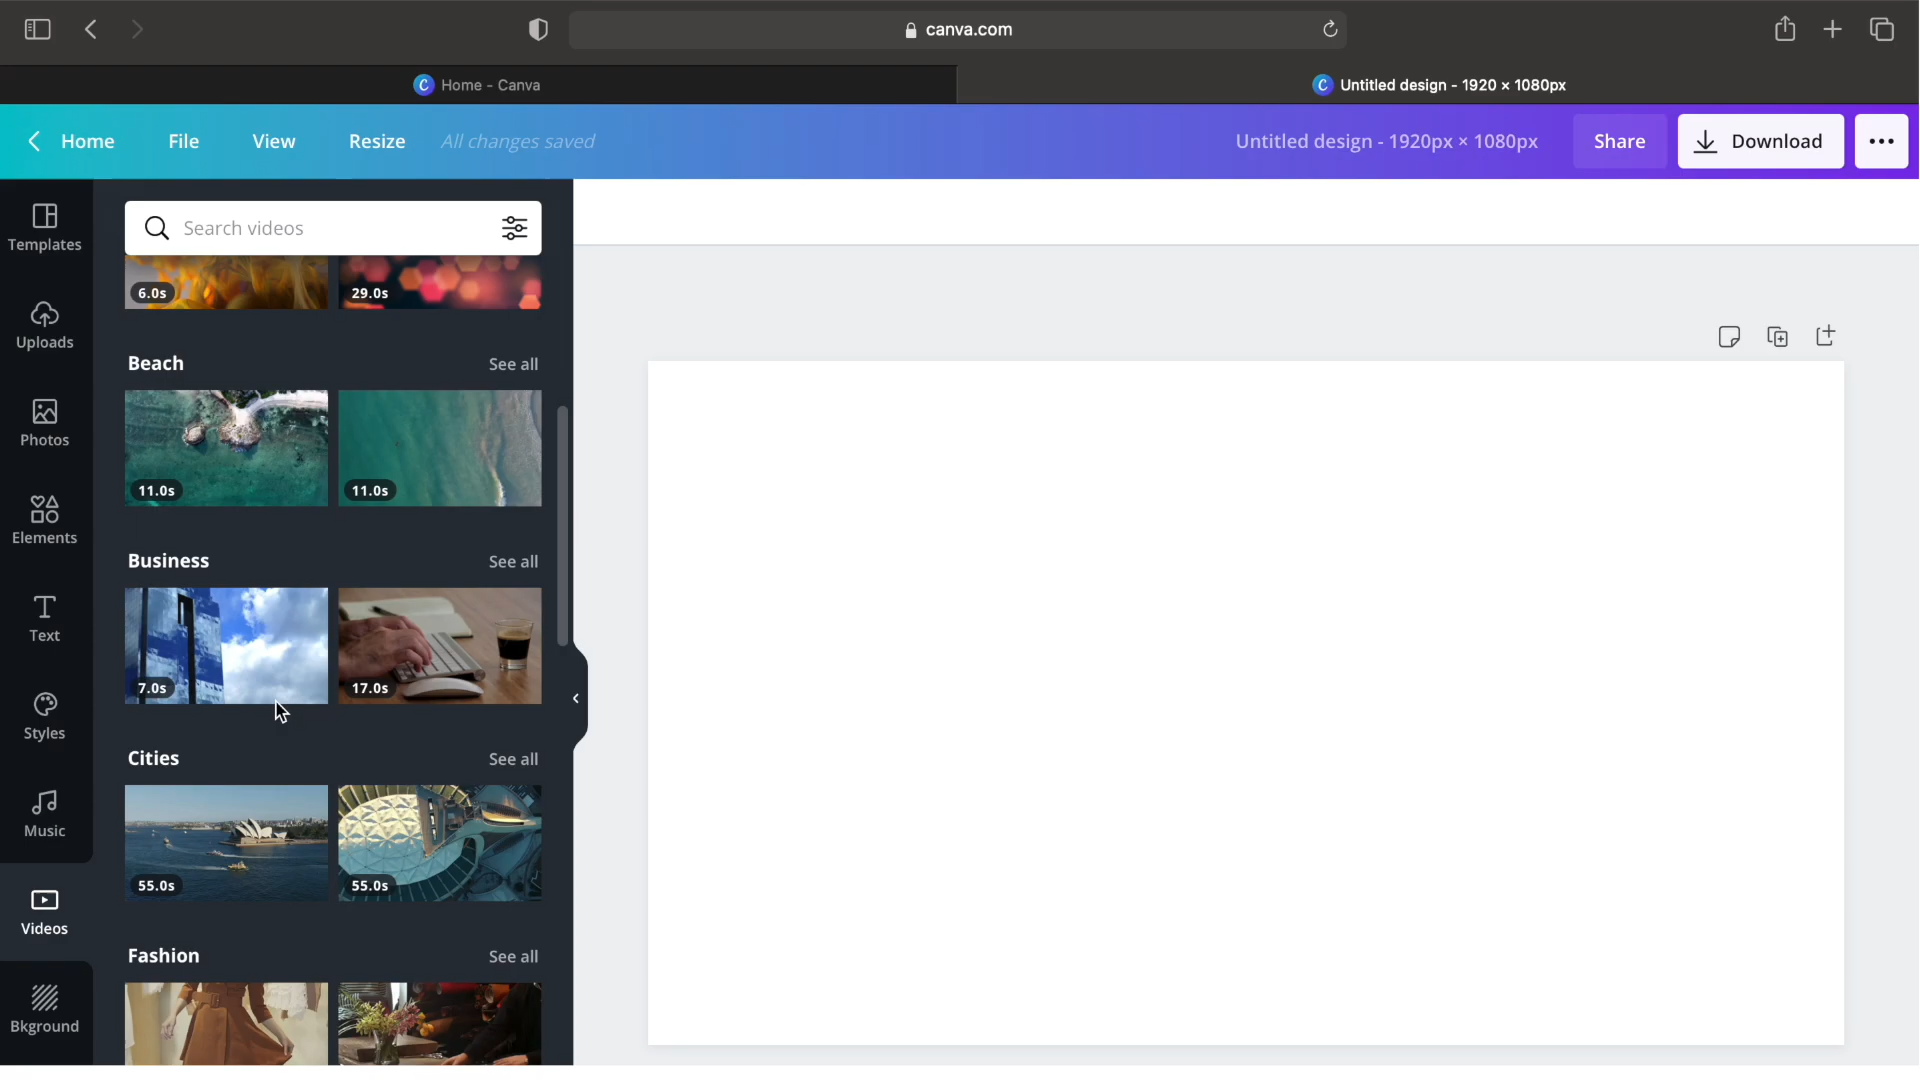 canva.com
C Home - Canva
C Untitled design - 1920 × 1080px
Home File View Resize All changes saved Untitled design - 1920px × 1080px Share Download
Templates
Uploads
Photos
Elements
Text
Styles
Music
Videos
Bkground
Search videos
6.0s 29.0s
Beach See all
11.0s 11.0s
Business See all
7.0s 17.0s
Cities See all
55.0s 55.0s
Fashion See all